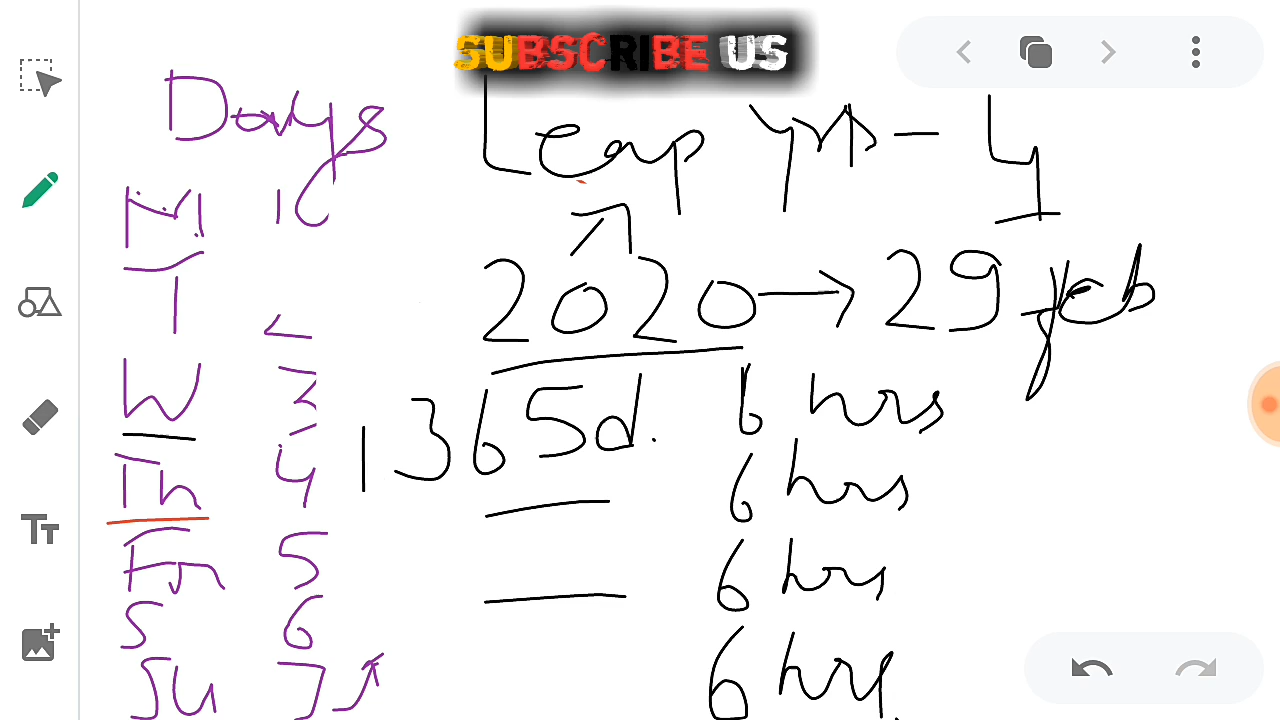 SUBSCRIBE US
Days
Leap yrs - 4
M 1
2020 → 29 feb
T 2
W 3
1 365d. 6 hrs
Th 4
6 hrs
Fri 5
6 hrs
S 6
Su 7
6 hrs